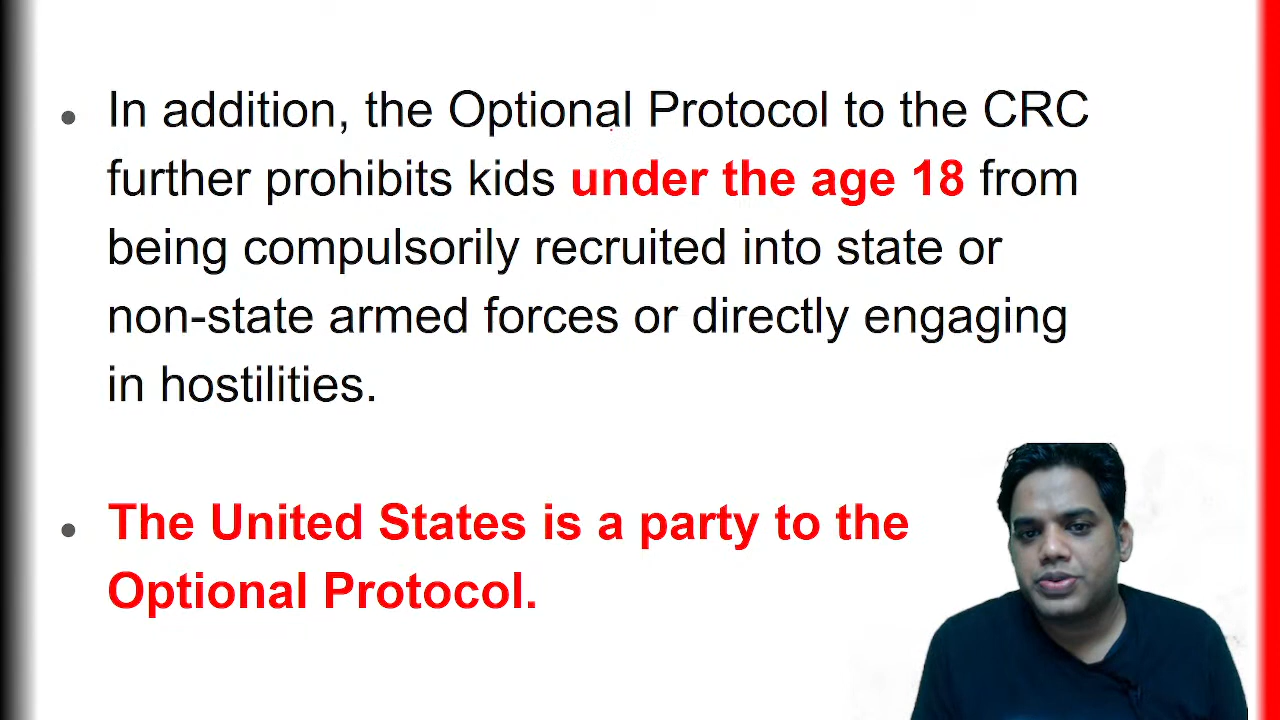 In addition, the Optional Protocol to the CRC
further prohibits kids under the age 18 from
being compulsorily recruited into state or
non-state armed forces or directly engaging
in hostilities.
The United States is a party to the
Optional Protocol.